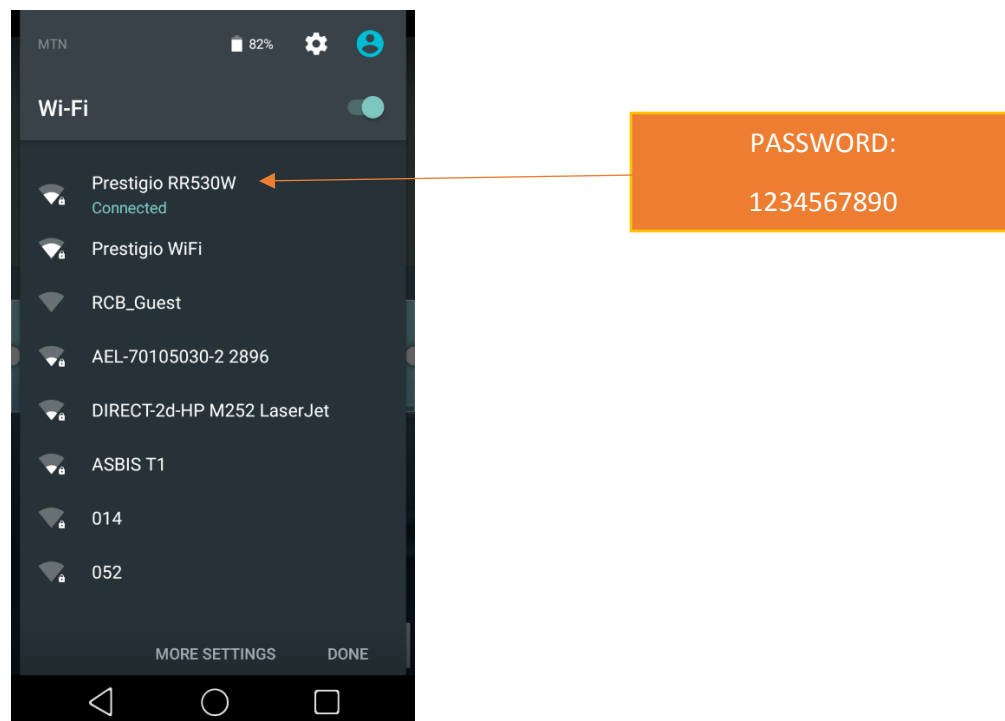 MTN
82%
Wi-Fi
Prestigio RR530W
Connected
Prestigio WiFi
RCB_Guest
AEL-70105030-2 2896
DIRECT-2d-HP M252 LaserJet
ASBIS T1
014
052
MORE SETTINGS DONE
PASSWORD:
1234567890